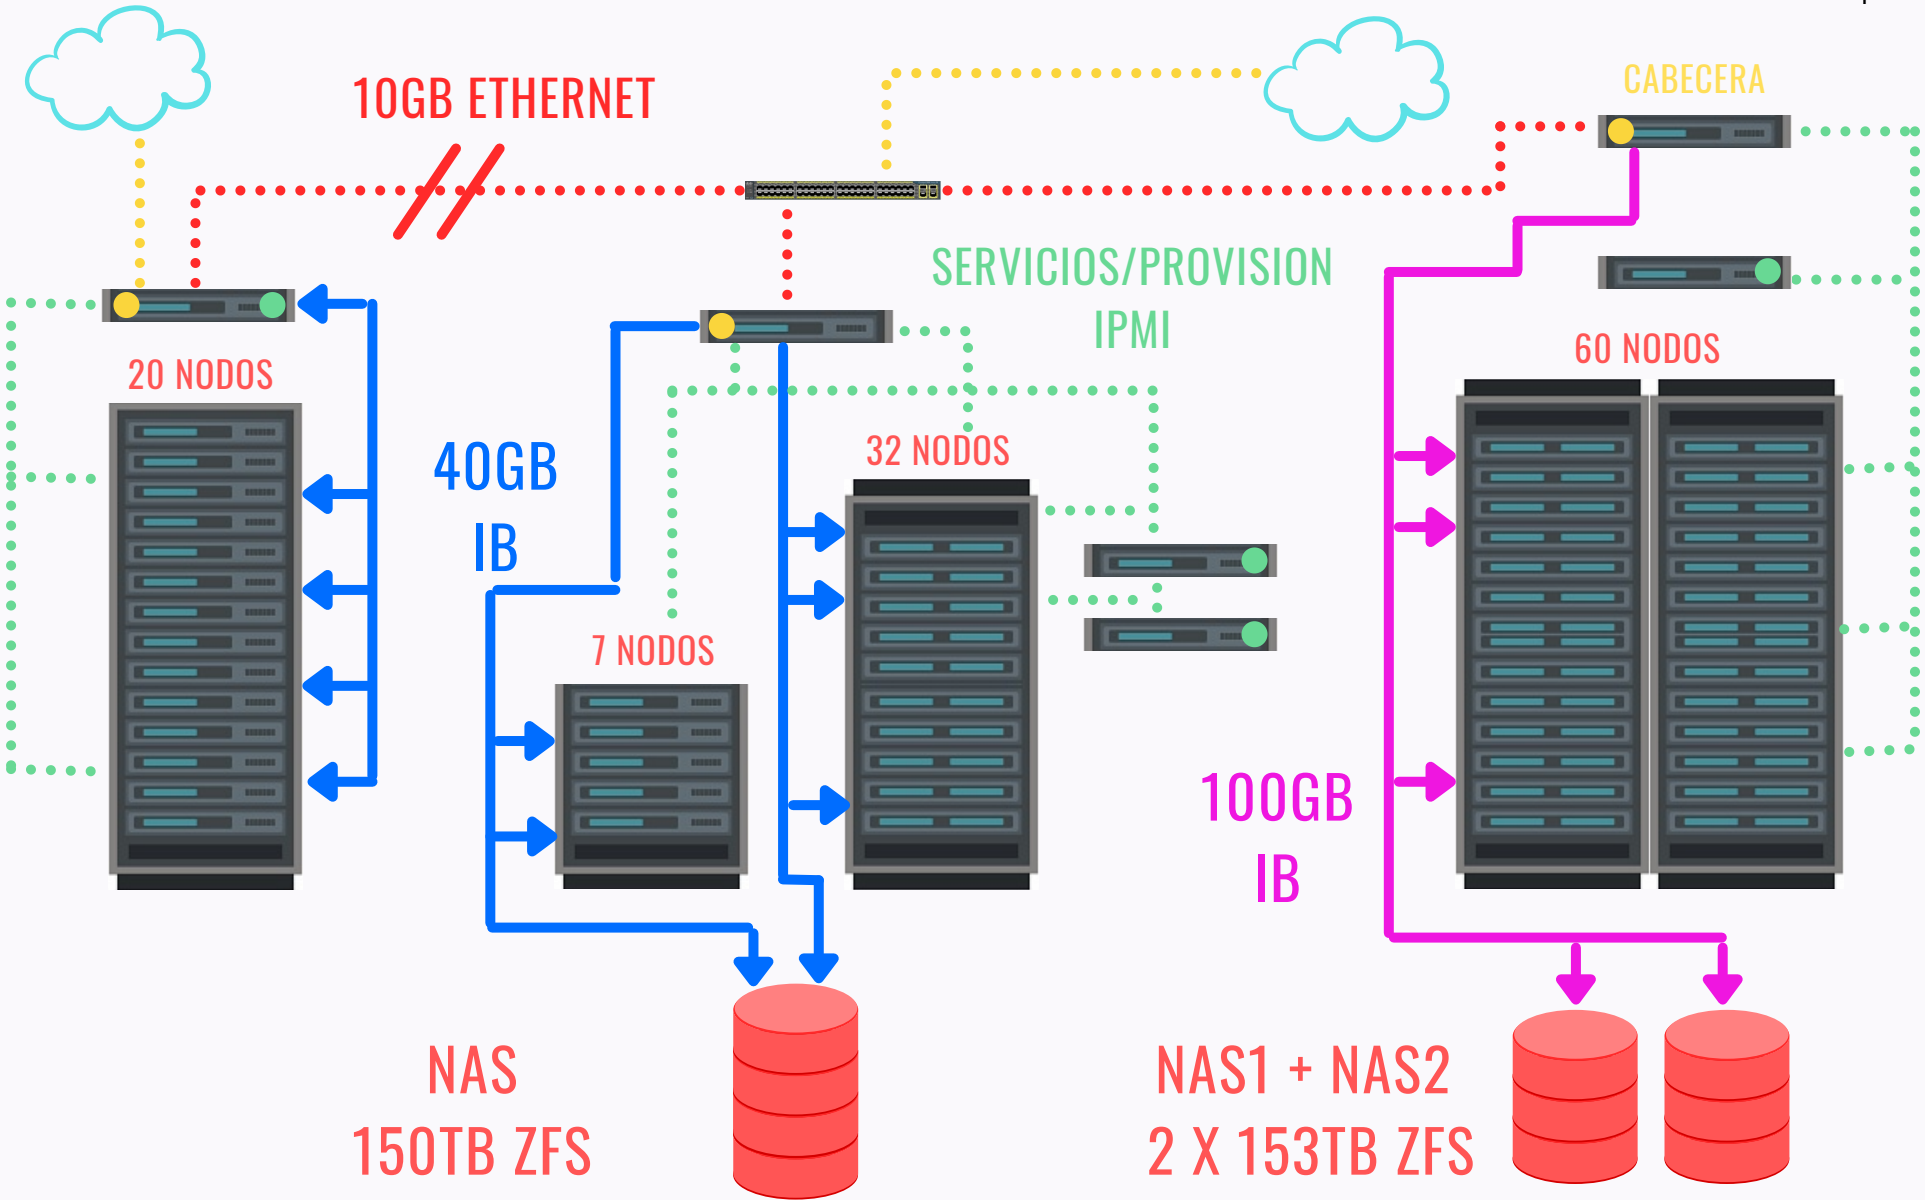 10GB ETHERNET
CABECERA
SERVICIOS/PROVISION
IPMI
20 NODOS
60 NODOS
40GB
IB
32 NODOS
7 NODOS
100GB
IB
NAS
150TB ZFS
NAS1 + NAS2
2 X 153TB ZFS